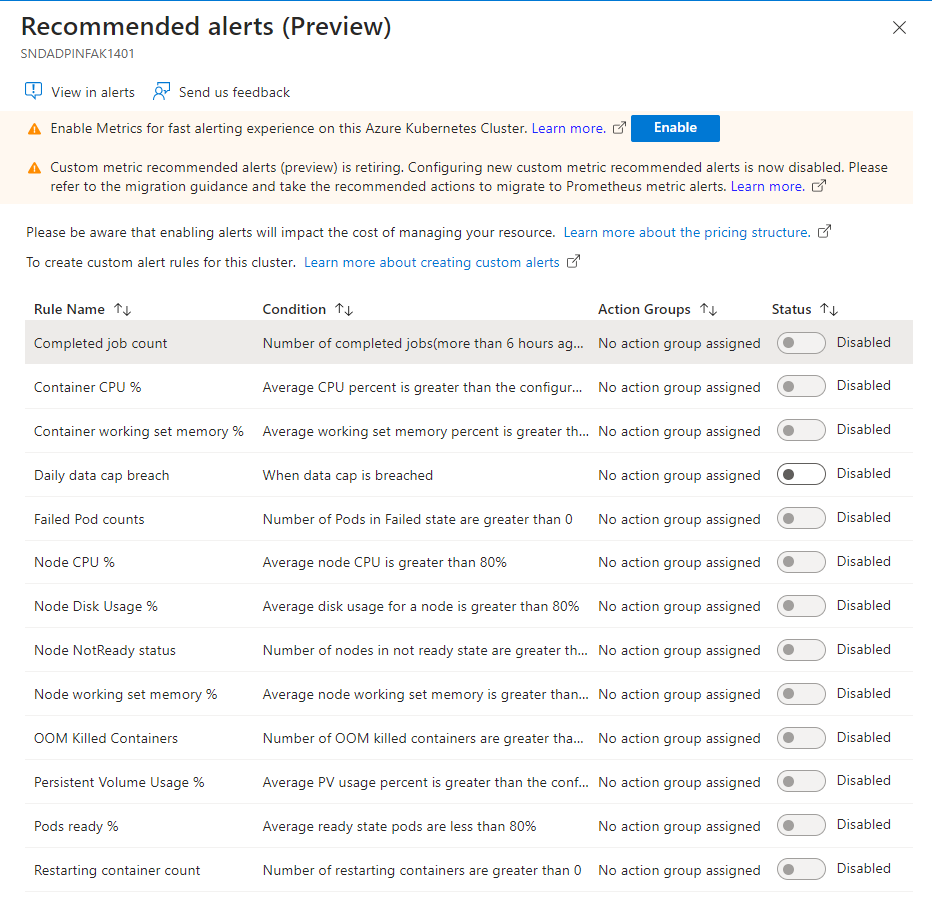 Recommended alerts (Preview)
SNDADPINFAK1401
View in alerts Send us feedback
Enable Metrics for fast alerting experience on this Azure Kubernetes Cluster. Learn more. Enable
Custom metric recommended alerts (preview) is retiring. Configuring new custom metric recommended alerts is now disabled. Please
refer to the migration guidance and take the recommended actions to migrate to Prometheus metric alerts. Learn more.
Please be aware that enabling alerts will impact the cost of managing your resource. Learn more about the pricing structure.
To create custom alert rules for this cluster. Learn more about creating custom alerts
Rule Name Condition Action Groups Status
Completed job count Number of completed jobs(more than 6 hours ag... No action group assigned Disabled
Container CPU % Average CPU percent is greater than the configur... No action group assigned Disabled
Container working set memory % Average working set memory percent is greater th... No action group assigned Disabled
Daily data cap breach When data cap is breached No action group assigned Disabled
Failed Pod counts Number of Pods in Failed state are greater than 0 No action group assigned Disabled
Node CPU % Average node CPU is greater than 80% No action group assigned Disabled
Node Disk Usage % Average disk usage for a node is greater than 80% No action group assigned Disabled
Node NotReady status Number of nodes in not ready state are greater th... No action group assigned Disabled
Node working set memory % Average node working set memory is greater than... No action group assigned Disabled
OOM Killed Containers Number of OOM killed containers are greater tha... No action group assigned Disabled
Persistent Volume Usage % Average PV usage percent is greater than the conf... No action group assigned Disabled
Pods ready % Average ready state pods are less than 80% No action group assigned Disabled
Restarting container count Number of restarting containers are greater than 0 No action group assigned Disabled